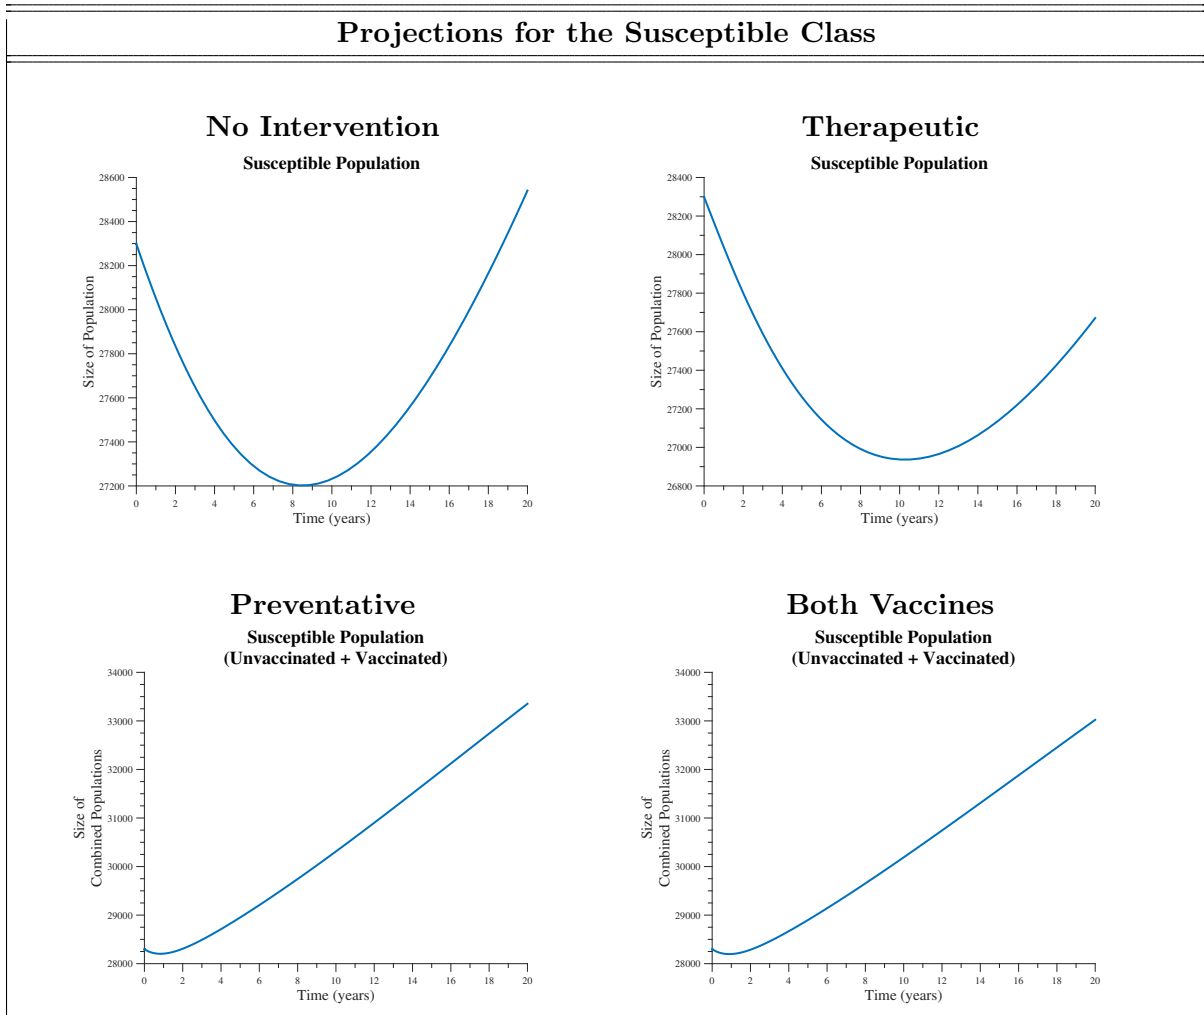 Projections for the Susceptible Class
No Intervention
Susceptible Population
28600
28400
28200
28000
27800
27600
27400
27200
Size of Population
0 2 4 6 8 10 12 14 16 18 20
Time (years)
Therapeutic
Susceptible Population
28400
28200
28000
27800
27600
27400
27200
27000
26800
Size of Population
0 2 4 6 8 10 12 14 16 18 20
Time (years)
Preventative
Susceptible Population
(Unvaccinated + Vaccinated)
34000
33000
32000
31000
30000
29000
28000
Size of
Combined Populations
0 2 4 6 8 10 12 14 16 18 20
Time (years)
Both Vaccines
Susceptible Population
(Unvaccinated + Vaccinated)
34000
33000
32000
31000
30000
29000
28000
Size of
Combined Populations
0 2 4 6 8 10 12 14 16 18 20
Time (years)